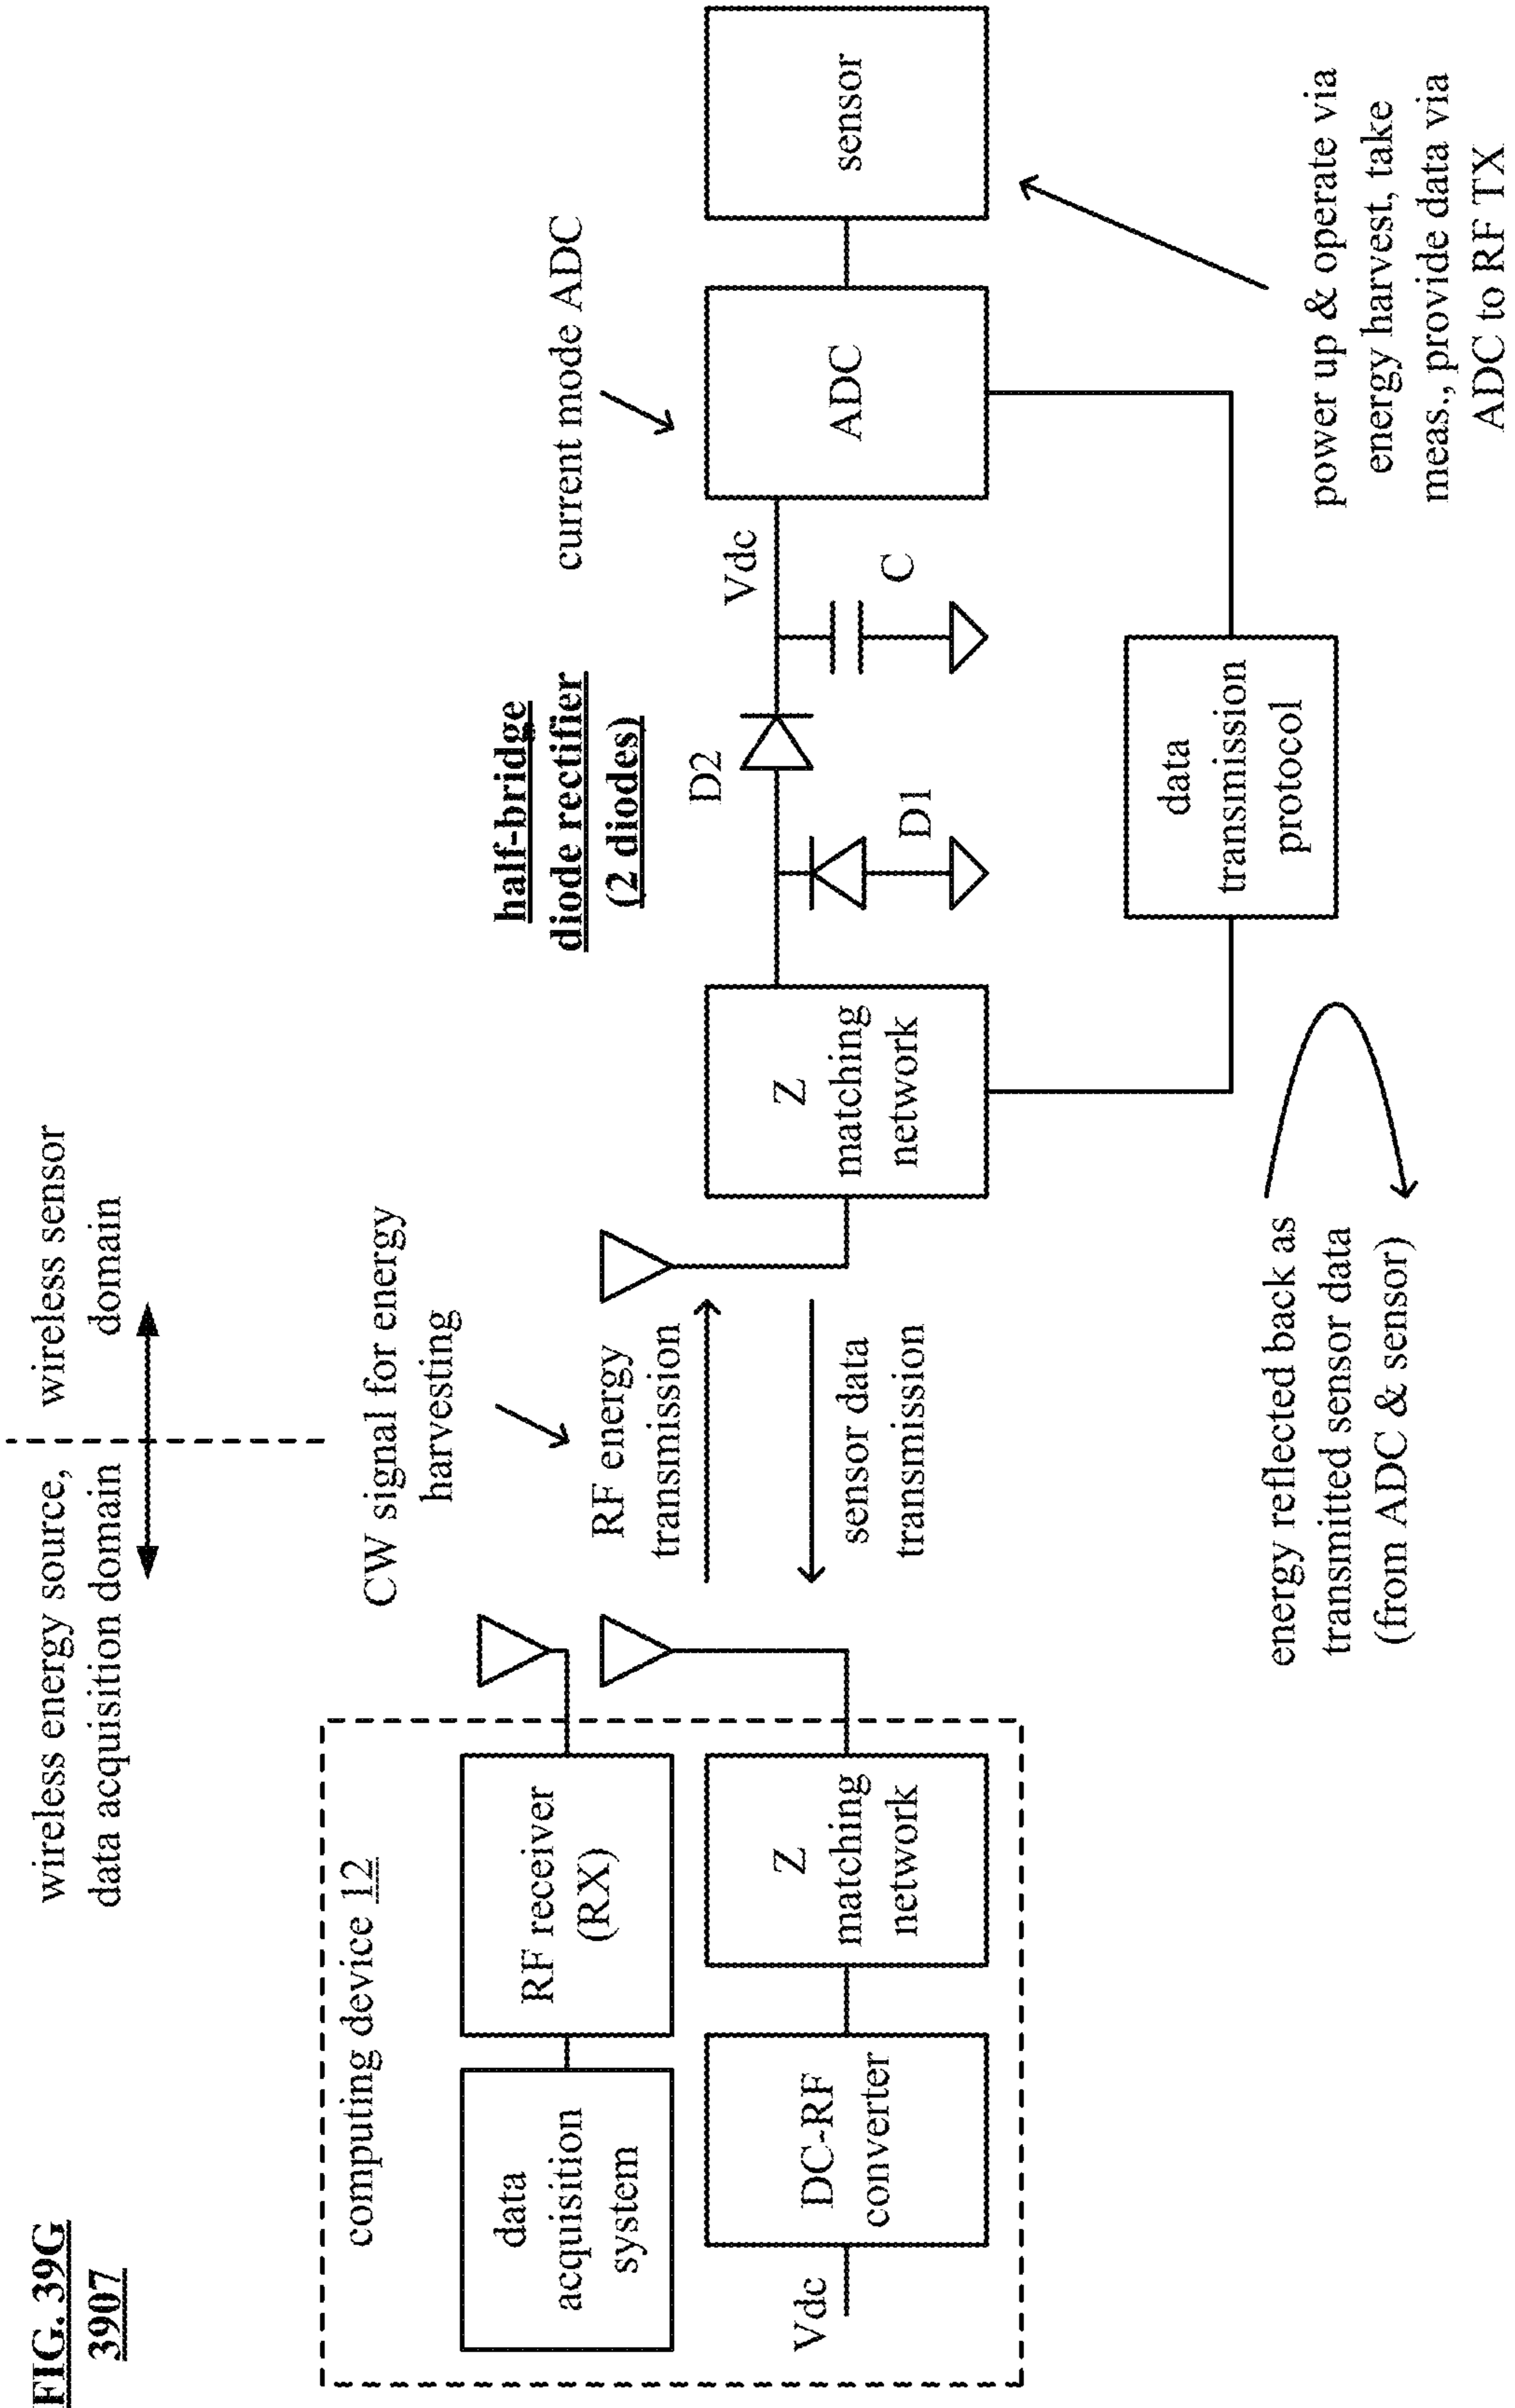 FIG. 39G
3907
wireless energy source,
data acquisition domain
wireless sensor
domain
computing device 12
data
acquisition
system
RF receiver
(RX)
Vdc
DC-RF
converter
Z
matching
network
CW signal for energy
harvesting
RF energy
transmission
sensor data
transmission
Z
matching
network
half-bridge
diode rectifier
(2 diodes)
D2
D1
Vdc
C
current mode ADC
ADC
sensor
data
transmission
protocol
energy reflected back as
transmitted sensor data
(from ADC & sensor)
power up & operate via
energy harvest, take
meas., provide data via
ADC to RF TX